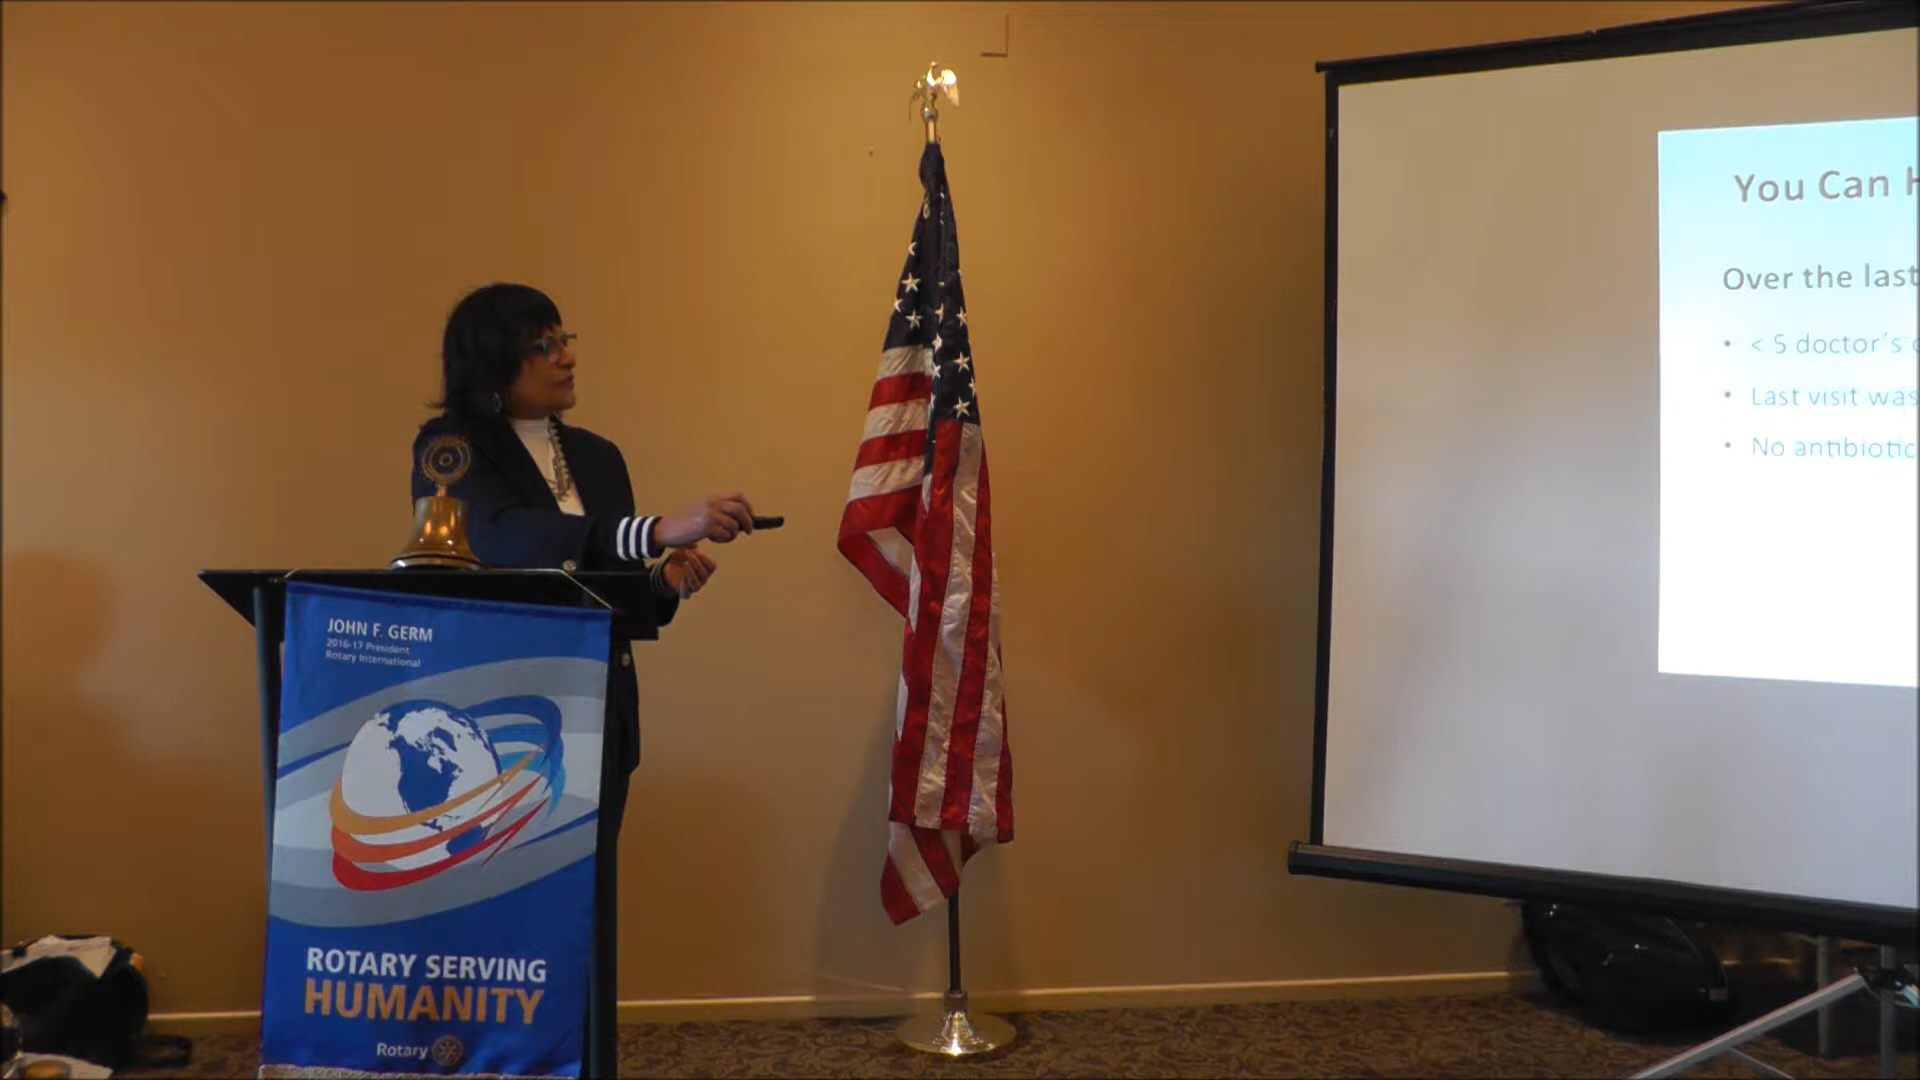 JOHN F. GERM
2016-17 President
Rotary International
ROTARY SERVING
HUMANITY
Rotary
You Can
Over the last
• < 5 doctor's
• Last visit was
• No antibiotic